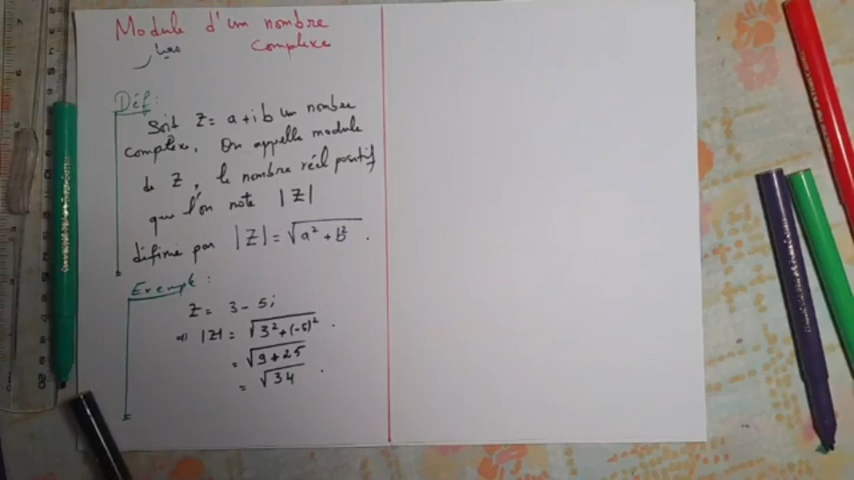 Module d'un nombre
complexe
معيار
Déf:
Soit Z = a + ib un nombre
complexe. On appelle module
de Z, le nombre réel positif
que l'on note |Z|
définie par |Z| = √(a² + b²).
Exemple:
Z = 3 - 5i
⇒ |Z| = √(3² + (-5)²).
= √(9 + 25)
= √34.